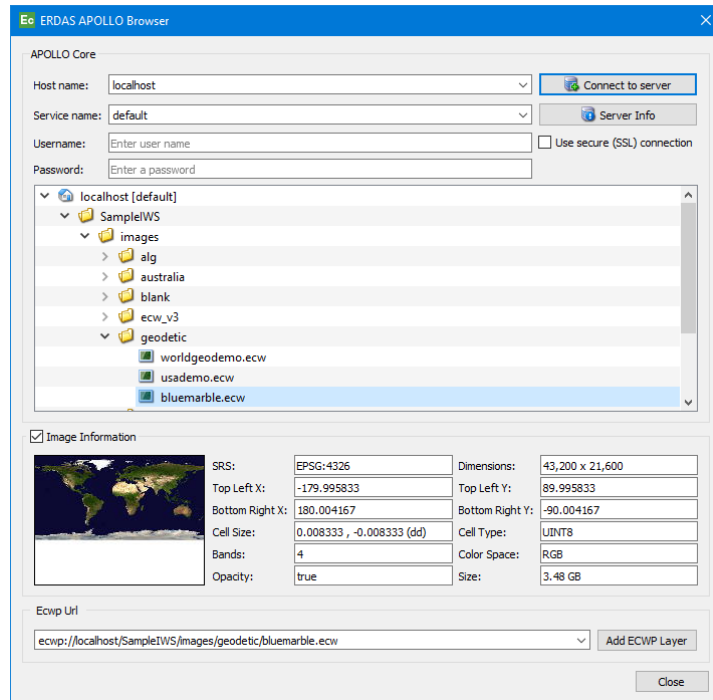 Ec ERDAS APOLLO Browser
APOLLO Core
Host name: localhost Connect to server
Service name: default Server Info
Username: Enter user name Use secure (SSL) connection
Password: Enter a password
localhost [default]
SampleIWS
images
alg
australia
blank
ecw_v3
geodetic
worldgeodemo.ecw
usademo.ecw
bluemarble.ecw
Image Information
SRS: EPSG:4326 Dimensions: 43,200 x 21,600
Top Left X: -179.995833 Top Left Y: 89.995833
Bottom Right X: 180.004167 Bottom Right Y: -90.004167
Cell Size: 0.008333 , -0.008333 (dd) Cell Type: UINT8
Bands: 4 Color Space: RGB
Opacity: true Size: 3.48 GB
Ecwp Url
ecwp://localhost/SampleIWS/images/geodetic/bluemarble.ecw Add ECWP Layer
Close